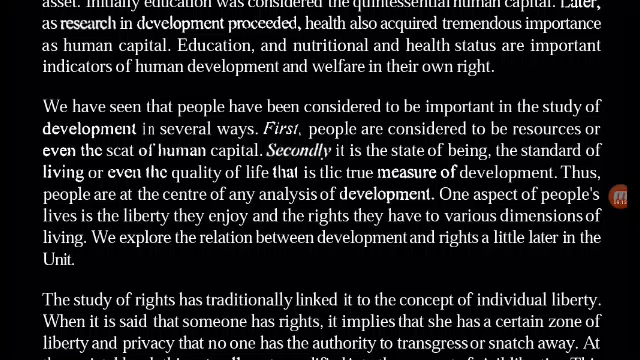 asset. Initially education was considered the quintessential human capital. Later,
as research in development proceeded, health also acquired tremendous importance
as human capital. Education, and nutritional and health status are important
indicators of human development and welfare in their own right.
We have seen that people have been considered to be important in the study of
development in several ways. First, people are considered to be resources or
even thc scat of human capital. Secondly it is the state of being, the standard of
living or even the quality of life that is tlic true measure of development. Thus,
people are at the centre of any analysis of development. One aspect of people's
lives is the liberty they enjoy and the rights they have to various dimensions of
living. We explore the relation between development and rights a little later in the
Unit.
The study of rights has traditionally linked it to the concept of individual liberty.
When it is said that someone has rights, it implies that she has a certain zone of
liberty and privacy that no one has the authority to transgress or snatch away. At